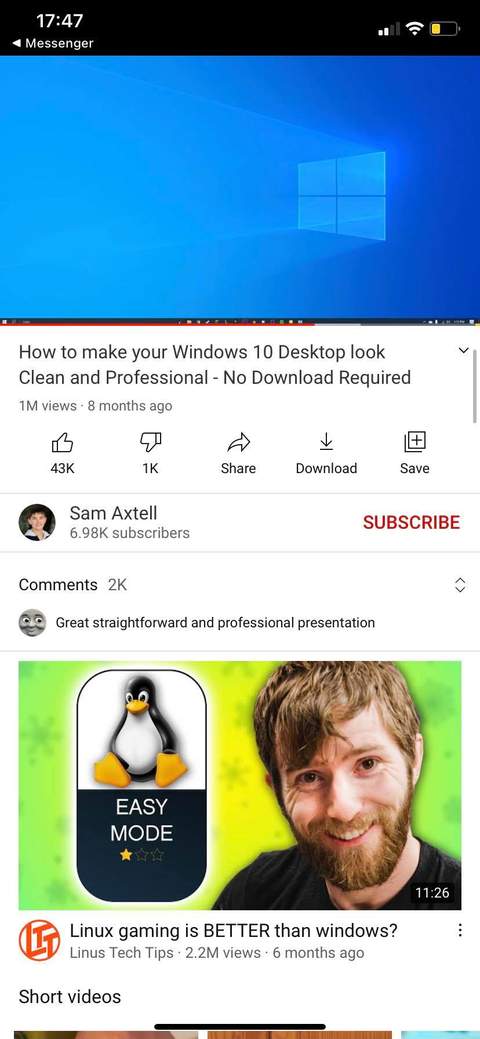 17:47
◀ Messenger
How to make your Windows 10 Desktop look
Clean and Professional - No Download Required
1M views · 8 months ago
43K
1K
Share
Download
Save
Sam Axtell
6.98K subscribers
SUBSCRIBE
Comments 2K
Great straightforward and professional presentation
EASY
MODE
11:26
LTT
Linux gaming is BETTER than windows?
Linus Tech Tips · 2.2M views · 6 months ago
Short videos